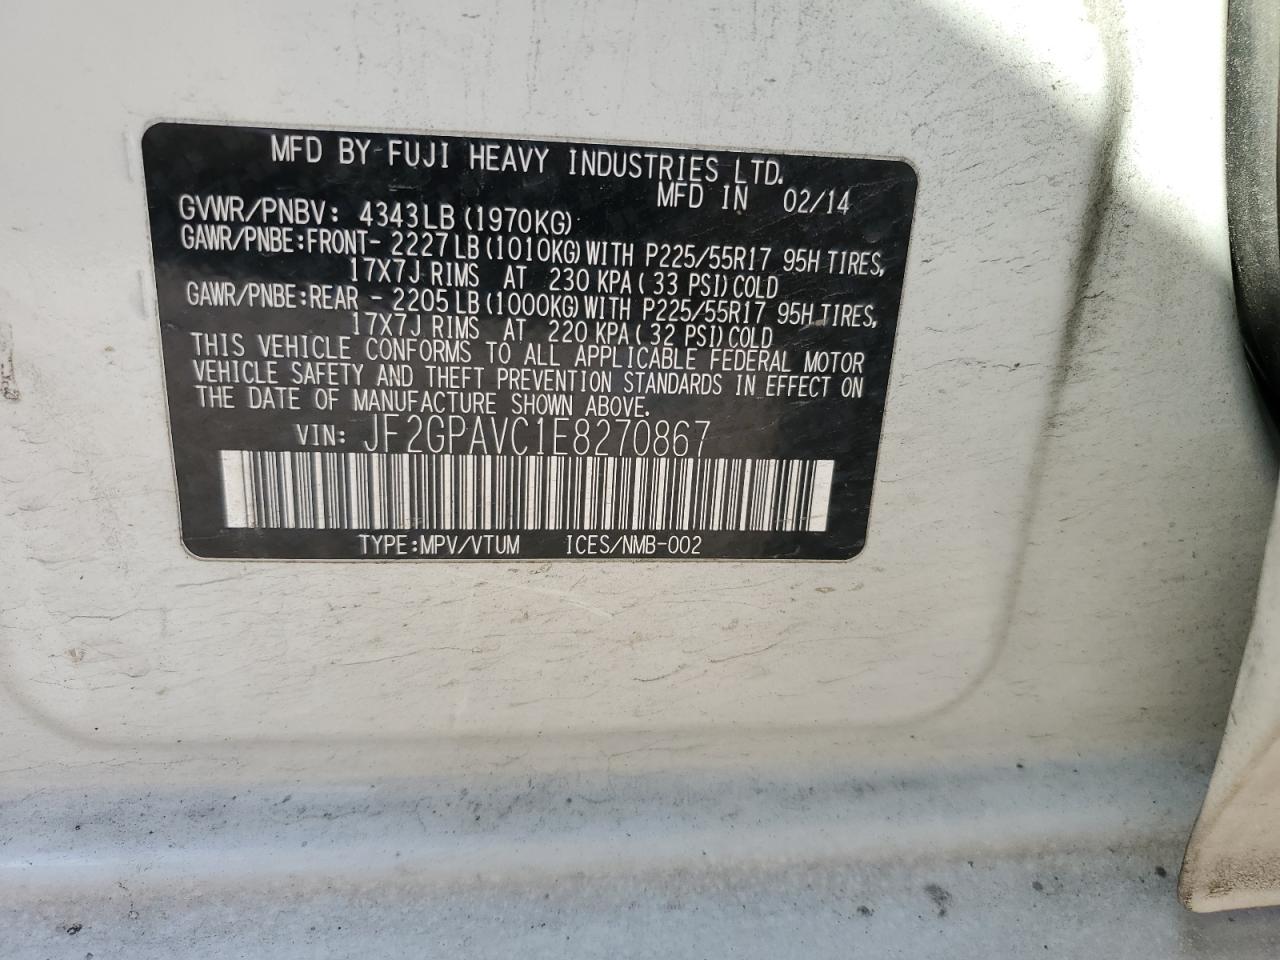 MFD BY FUJI HEAVY INDUSTRIES LTD.
MFD IN 02/14
GVWR/PNBV: 4343LB (1970KG)
GAWR/PNBE:FRONT- 2227 LB (1010KG) WITH P225/55R17 95H TIRES,
17X7J RIMS AT 230 KPA ( 33 PSI) COLD
GAWR/PNBE:REAR - 2205 LB (1000KG) WITH P225/55R17 95H TIRES,
17X7J RIMS AT 220 KPA ( 32 PSI) COLD
THIS VEHICLE CONFORMS TO ALL APPLICABLE FEDERAL MOTOR
VEHICLE SAFETY AND THEFT PREVENTION STANDARDS IN EFFECT ON
THE DATE OF MANUFACTURE SHOWN ABOVE.
VIN: JF2GPAVC1E8270867
TYPE:MPV/VTUM ICES/NMB-002